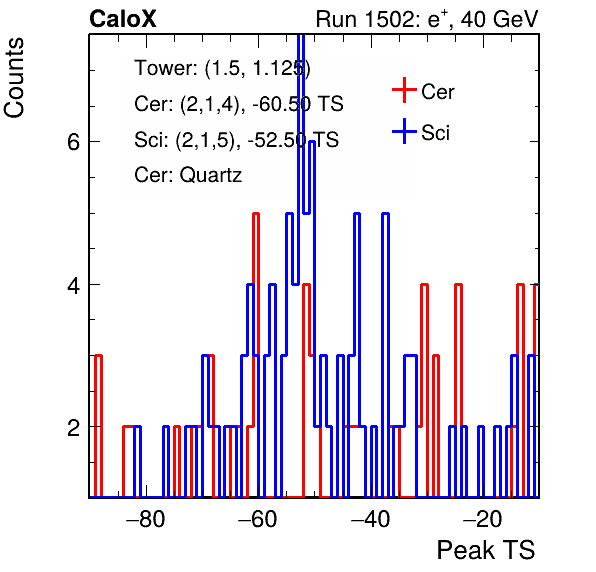 CaloX Run 1502: e⁺, 40 GeV
Counts
Tower: (1.5, 1.125)
Cer: (2,1,4), -60.50 TS
Sci: (2,1,5), -52.50 TS
Cer: Quartz
Cer
Sci
6
4
2
−80 −60 −40 −20
Peak TS